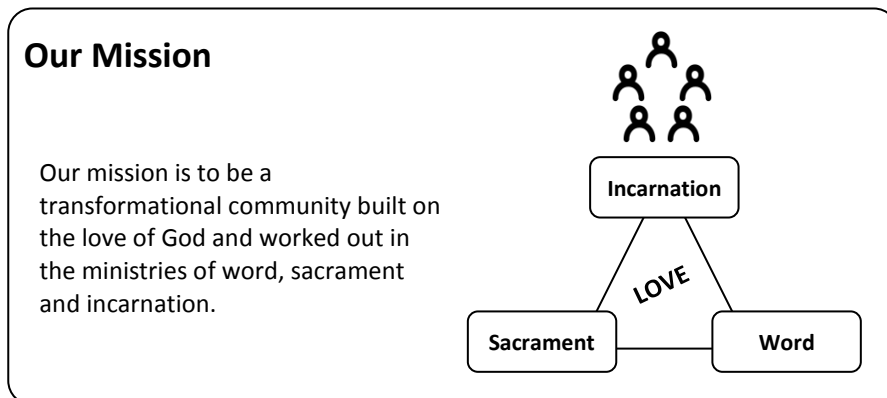 Our Mission
Our mission is to be a
transformational community built on
the love of God and worked out in
the ministries of word, sacrament
and incarnation.
Incarnation
LOVE
Sacrament
Word